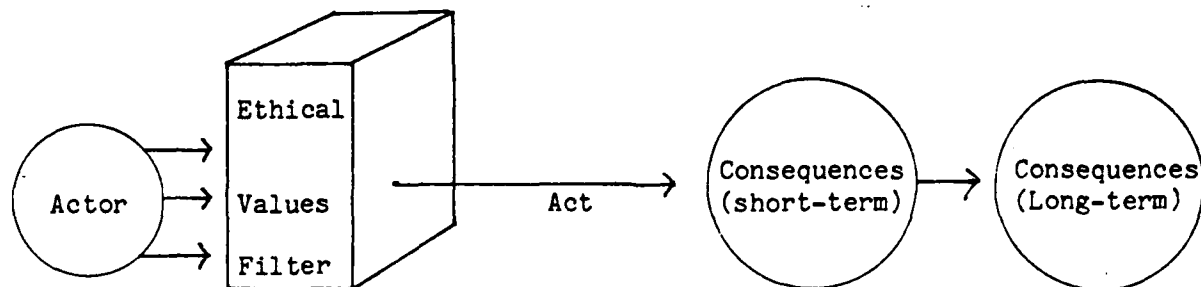 Actor
Ethical
Values
Filter
Act
Consequences
(short-term)
Consequences
(Long-term)